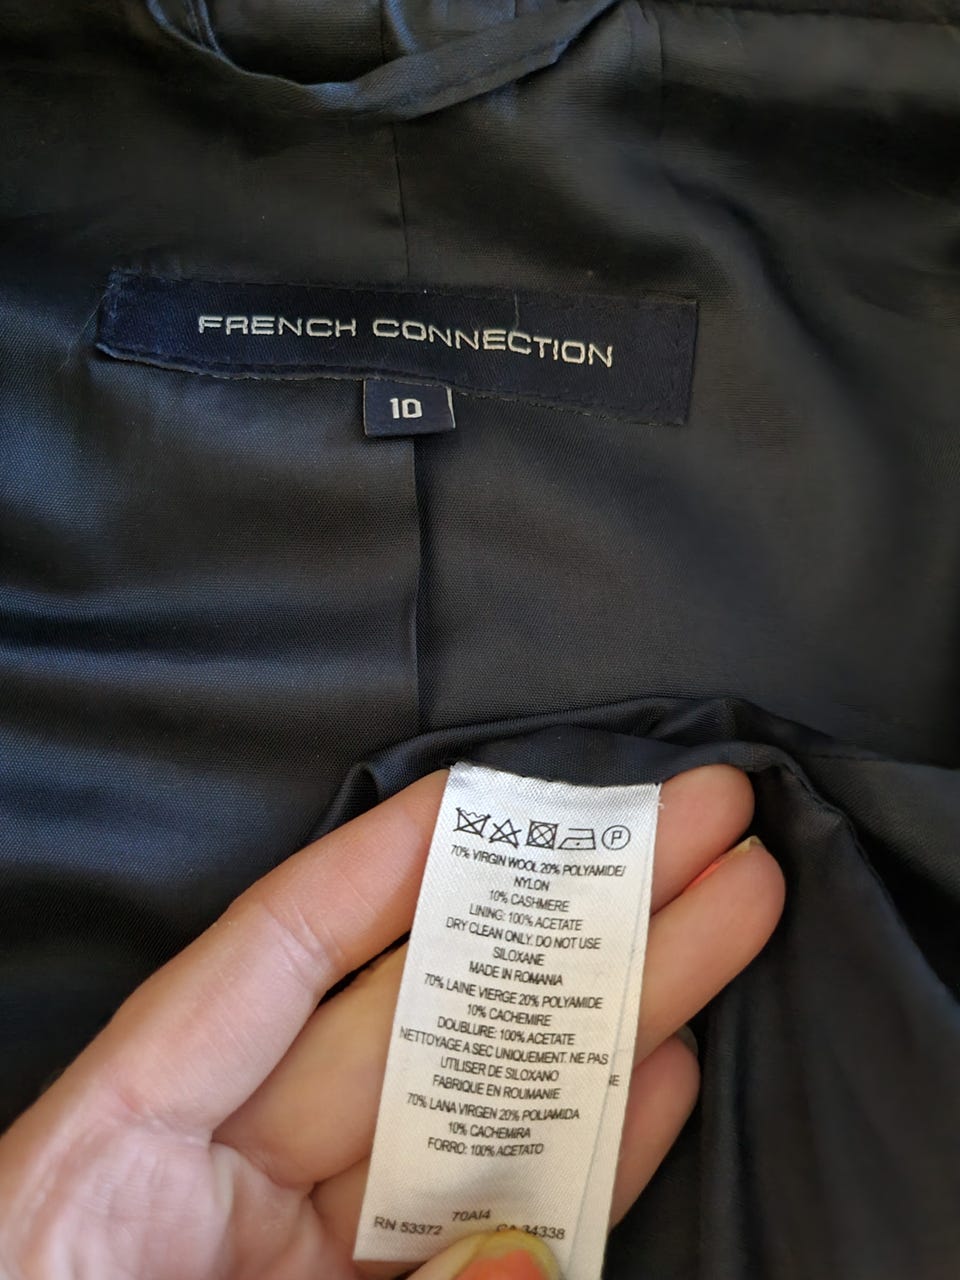 FRENCH CONNECTION
10
P
70% VIRGIN WOOL 20% POLYAMIDE/
NYLON
10% CASHMERE
LINING: 100% ACETATE
DRY CLEAN ONLY. DO NOT USE
SILOXANE
MADE IN ROMANIA
70% LAINE VIERGE 20% POLYAMIDE
10% CACHEMIRE
DOUBLURE: 100% ACETATE
NETTOYAGE A SEC UNIQUEMENT. NE PAS
UTILISER DE SILOXANO
FABRIQUE EN ROUMANIE
70% LANA VIRGEN 20% POLIAMIDA
10% CACHEMIRA
FORRO: 100% ACETATO
70AI4
RN 53372 CA 34338